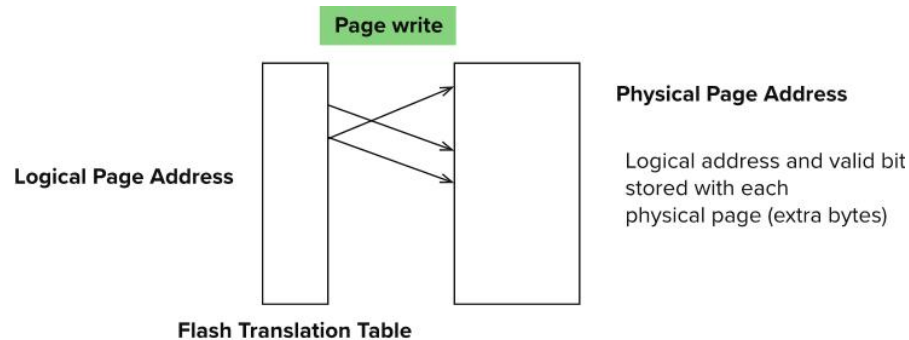 Page write
Physical Page Address
Logical Page Address
Logical address and valid bit
stored with each
physical page (extra bytes)
Flash Translation Table